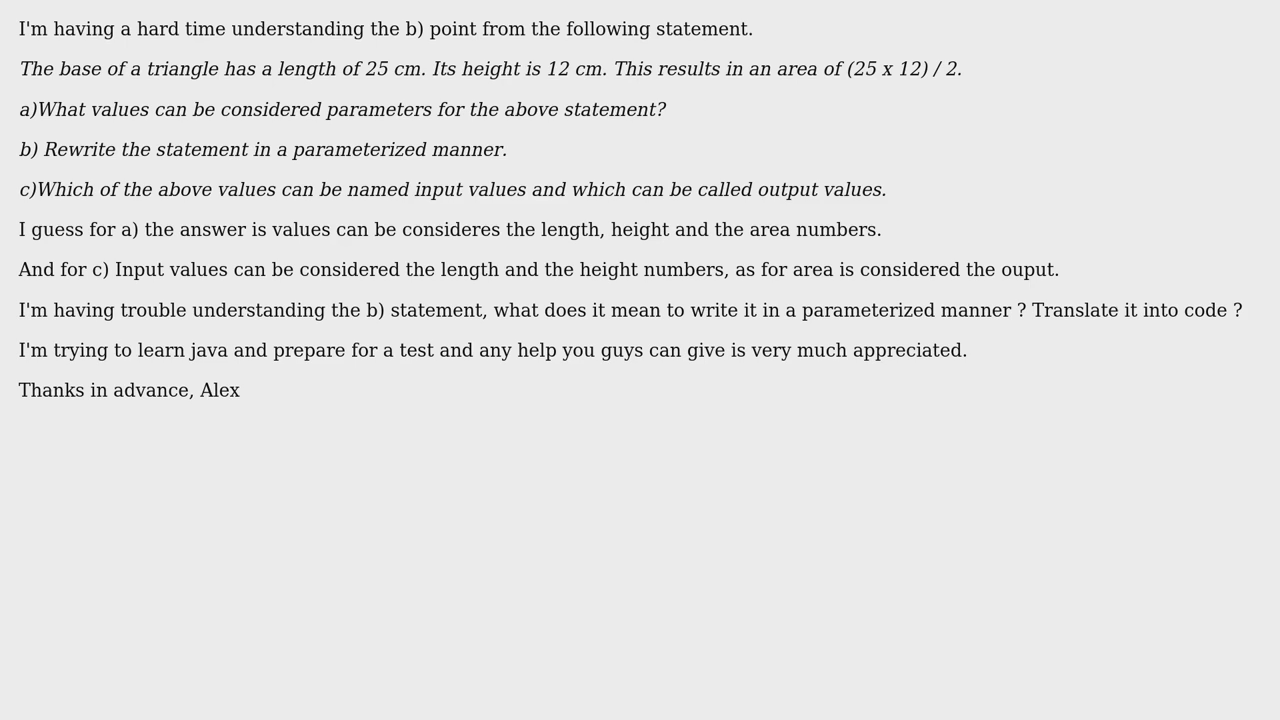 I'm having a hard time understanding the b) point from the following statement.
The base of a triangle has a length of 25 cm. Its height is 12 cm. This results in an area of (25 x 12) / 2.
a)What values can be considered parameters for the above statement?
b) Rewrite the statement in a parameterized manner.
c)Which of the above values can be named input values and which can be called output values.
I guess for a) the answer is values can be consideres the length, height and the area numbers.
And for c) Input values can be considered the length and the height numbers, as for area is considered the ouput.
I'm having trouble understanding the b) statement, what does it mean to write it in a parameterized manner ? Translate it into code ?
I'm trying to learn java and prepare for a test and any help you guys can give is very much appreciated.
Thanks in advance, Alex